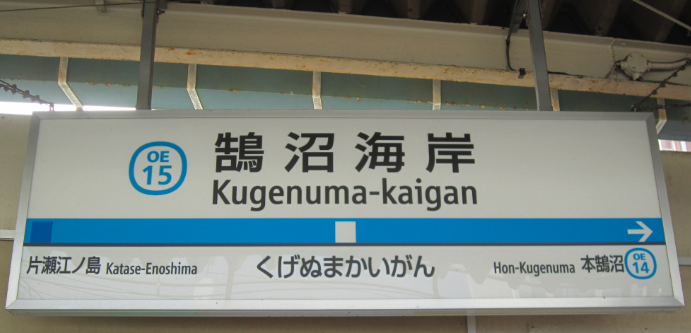 OE
15
鵠沼海岸
Kugenuma-kaigan
片瀬江ノ島 Katase-Enoshima
くげぬまかいがん
Hon-Kugenuma 本鵠沼
OE
14